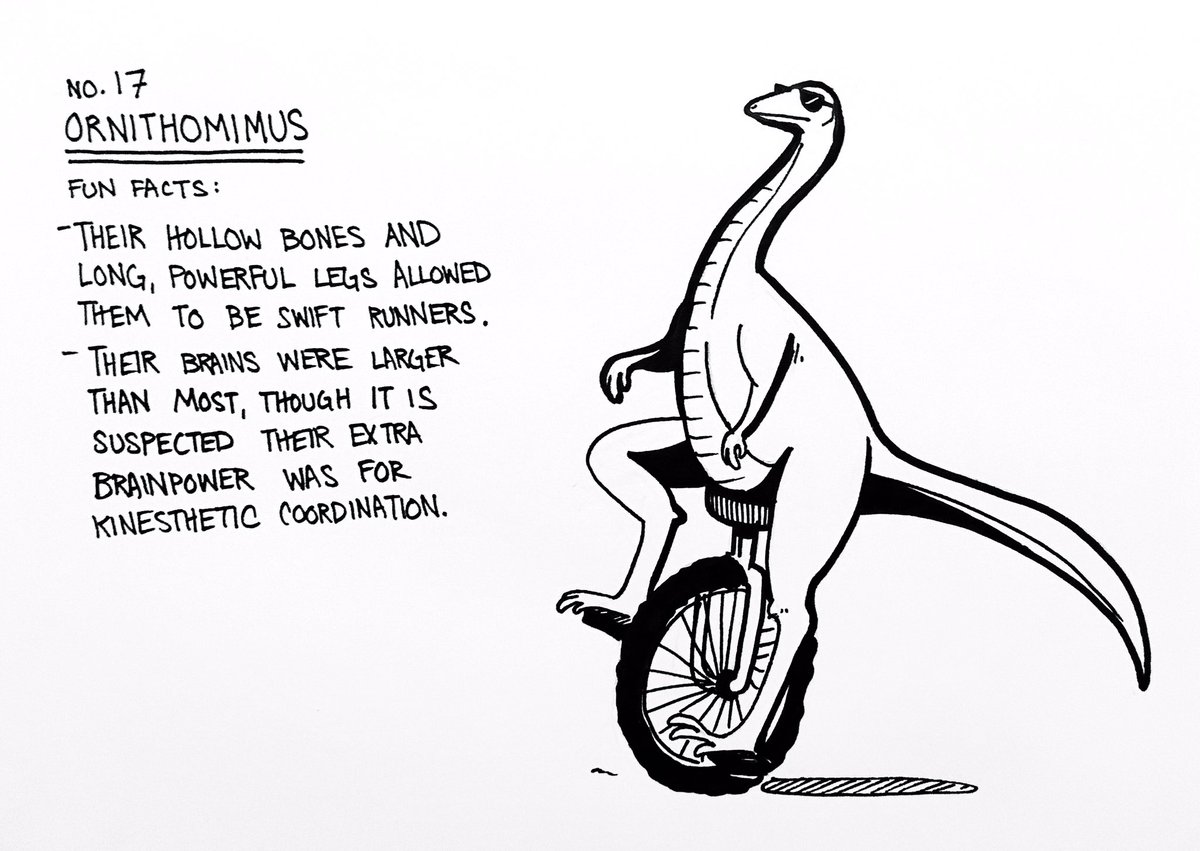 NO. 17
ORNITHOMIMUS
FUN FACTS:
- THEIR HOLLOW BONES AND
LONG, POWERFUL LEGS ALLOWED
THEM TO BE SWIFT RUNNERS.
- THEIR BRAINS WERE LARGER
THAN MOST, THOUGH IT IS
SUSPECTED THEIR EXTRA
BRAINPOWER WAS FOR
KINESTHETIC COORDINATION.